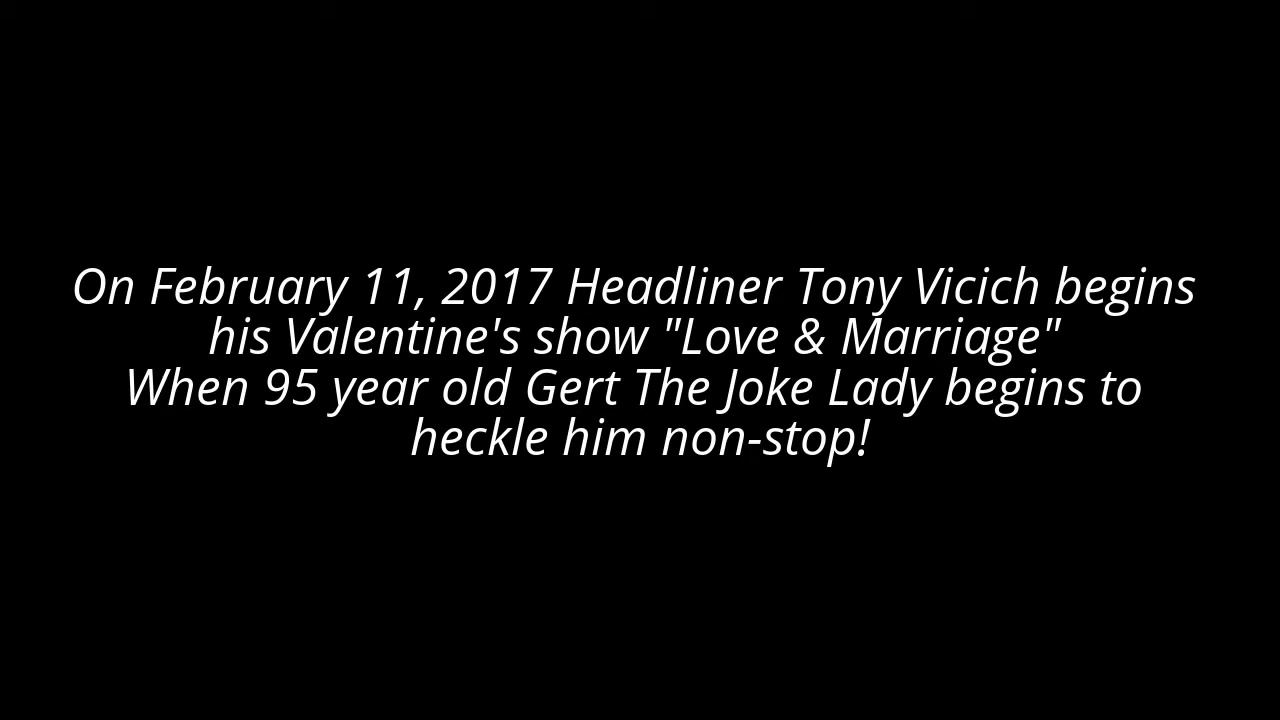 On February 11, 2017 Headliner Tony Vicich begins
his Valentine's show "Love & Marriage"
When 95 year old Gert The Joke Lady begins to
heckle him non-stop!